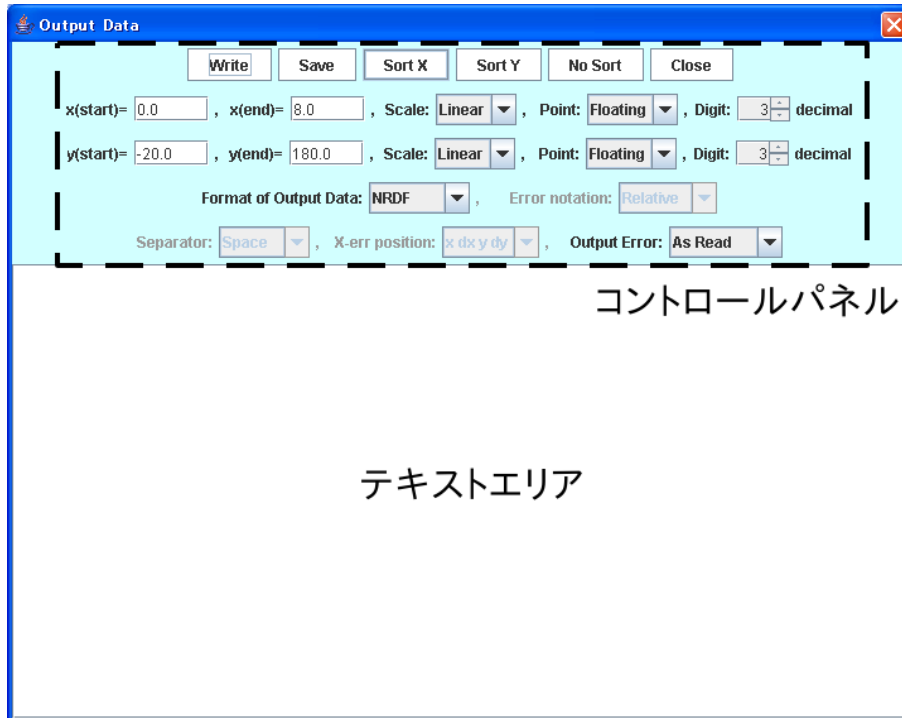 Output Data
Write Save Sort X Sort Y No Sort Close
x(start)= 0.0 , x(end)= 8.0 , Scale: Linear , Point: Floating , Digit: 3 decimal
y(start)= -20.0 , y(end)= 180.0 , Scale: Linear , Point: Floating , Digit: 3 decimal
Format of Output Data: NRDF , Error notation: Relative
Separator: Space , X-err position: x dx y dy , Output Error: As Read
コントロールパネル
テキストエリア